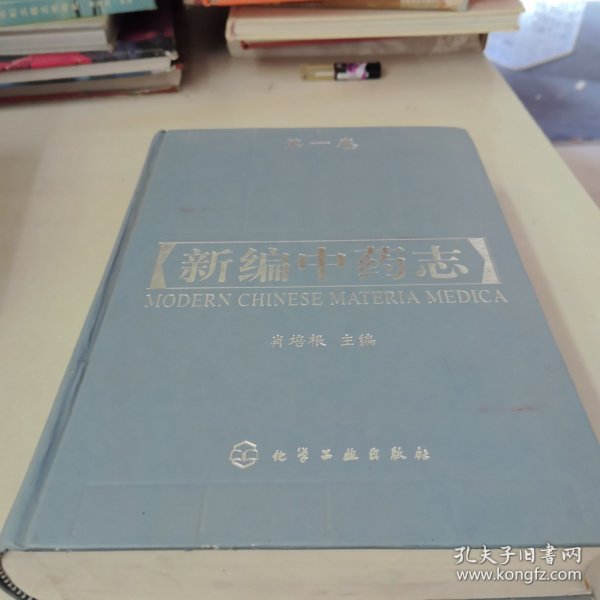 第一卷
【新编中药志】
MODERN CHINESE MATERIA MEDICA
肖培根 主编
化学工业出版社
孔夫子旧书网
www.kongfz.com